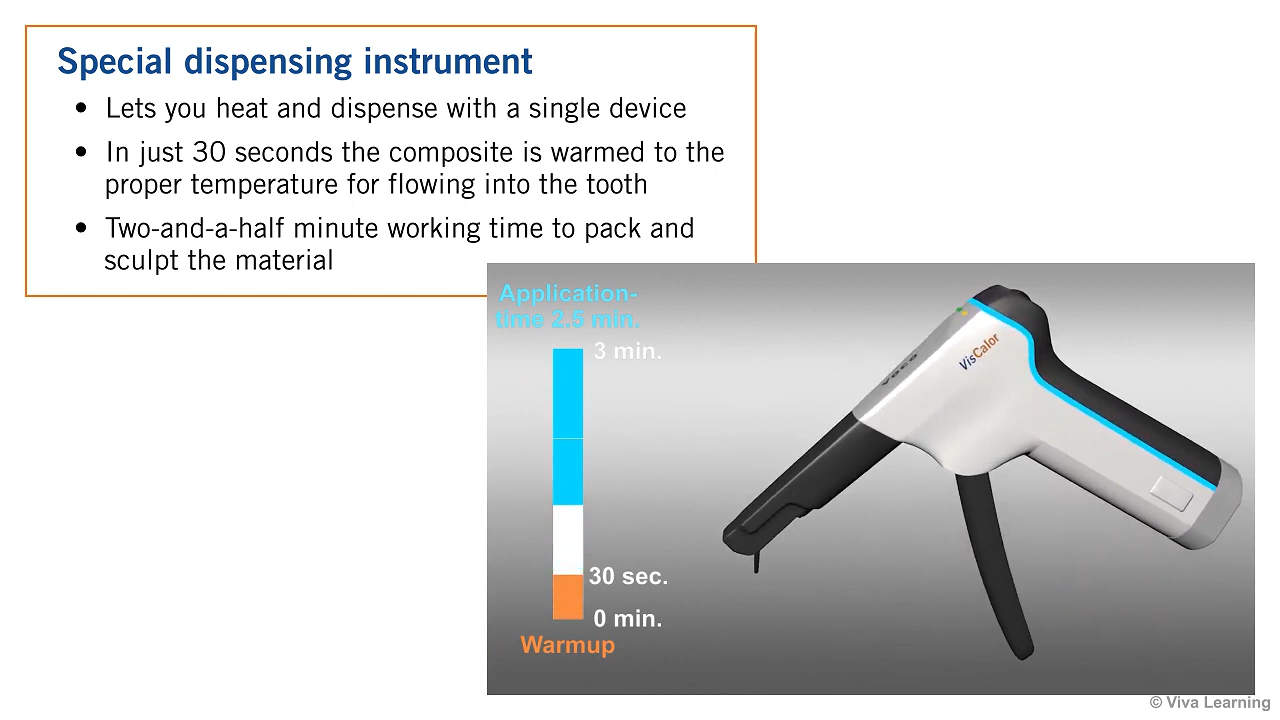 Special dispensing instrument
• Lets you heat and dispense with a single device
• In just 30 seconds the composite is warmed to the
proper temperature for flowing into the tooth
• Two-and-a-half minute working time to pack and
sculpt the material
Application-
time 2.5 min.
3 min.
30 sec.
0 min.
Warmup
voco
VisCalor
© Viva Learning